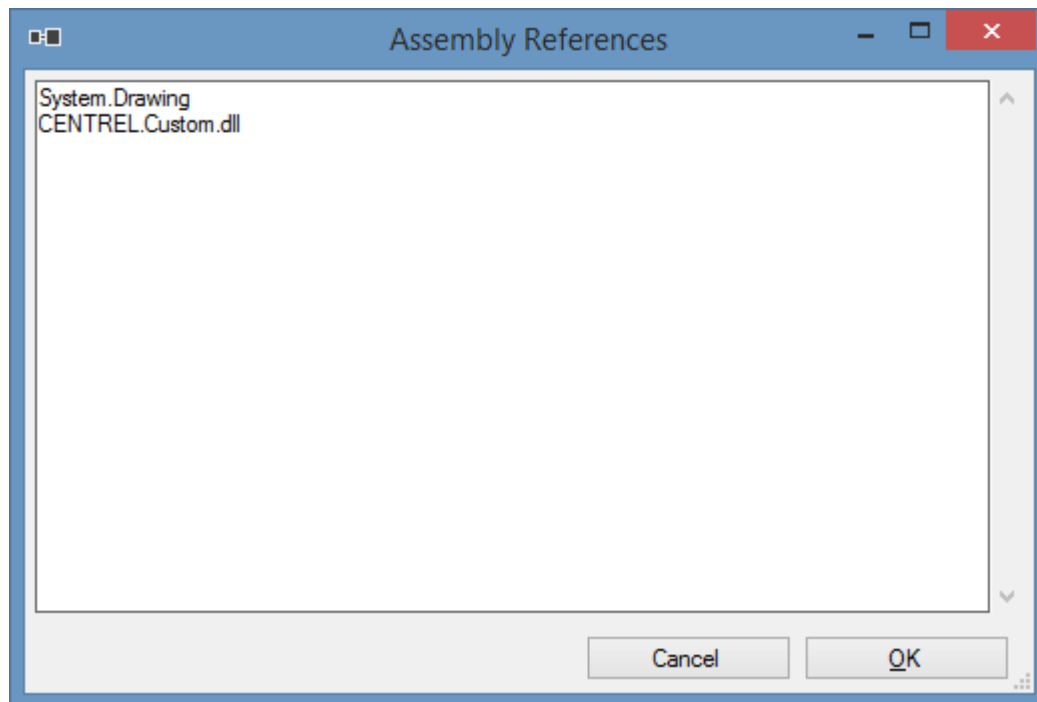 Assembly References
System.Drawing
CENTREL.Custom.dll
Cancel
OK